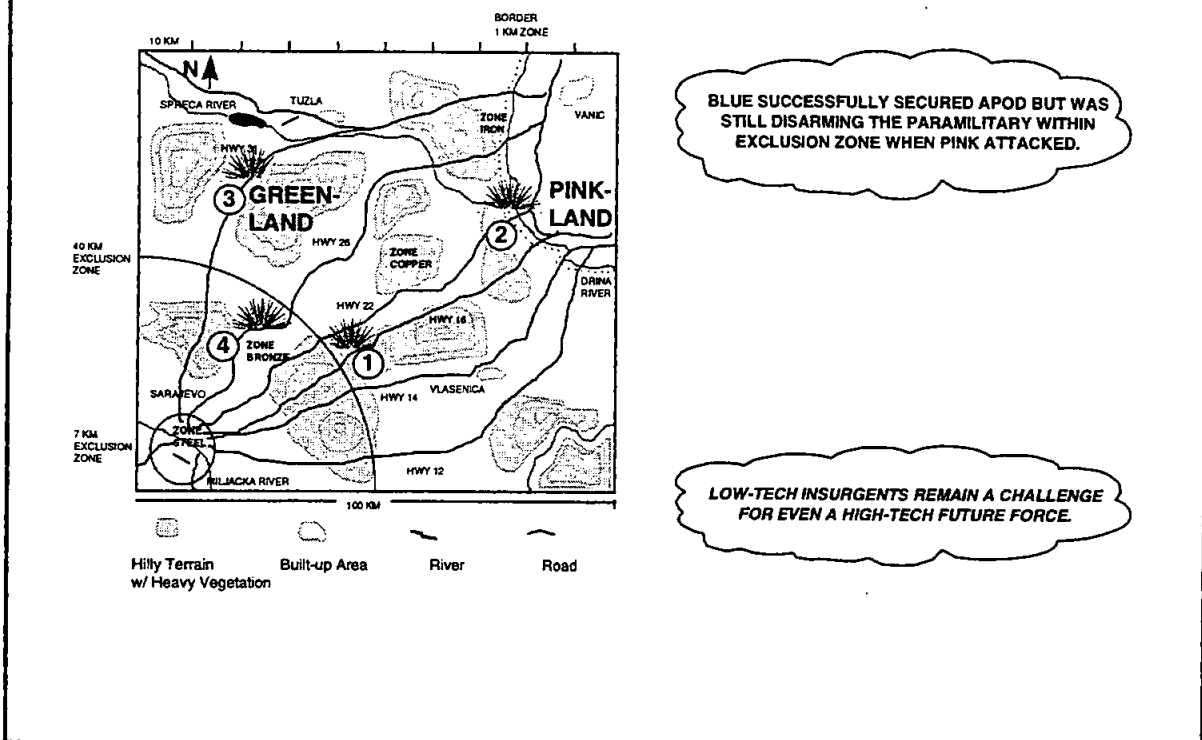 BORDER
1 KM ZONE
10 KM
N
SPRECA RIVER
TUZLA
ZONE
IRON
VANIC
HWY 31
3
GREEN-
LAND
PINK-
LAND
2
HWY 26
40 KM
EXCLUSION
ZONE
ZONE
COPPER
DRINA
RIVER
HWY 22
HWY 16
4
ZONE
BRONZE
1
SARAJEVO
HWY 14
VLASENICA
7 KM
EXCLUSION
ZONE
ZONE
STEEL
HWY 12
MILJACKA RIVER
100 KM
Hilly Terrain
w/ Heavy Vegetation
Built-up Area
River
Road
BLUE SUCCESSFULLY SECURED APOD BUT WAS
STILL DISARMING THE PARAMILITARY WITHIN
EXCLUSION ZONE WHEN PINK ATTACKED.
LOW-TECH INSURGENTS REMAIN A CHALLENGE
FOR EVEN A HIGH-TECH FUTURE FORCE.